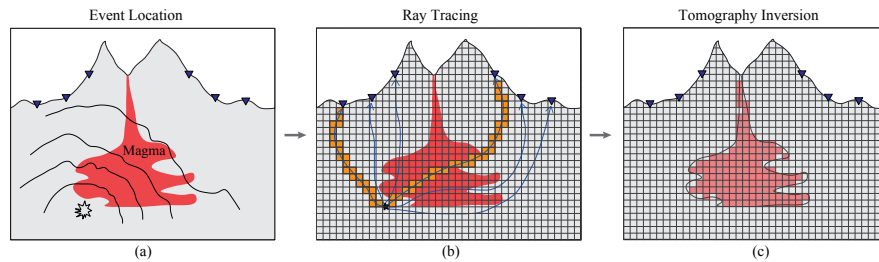 Event Location
Ray Tracing
Tomography Inversion
Magma
(a)
(b)
(c)